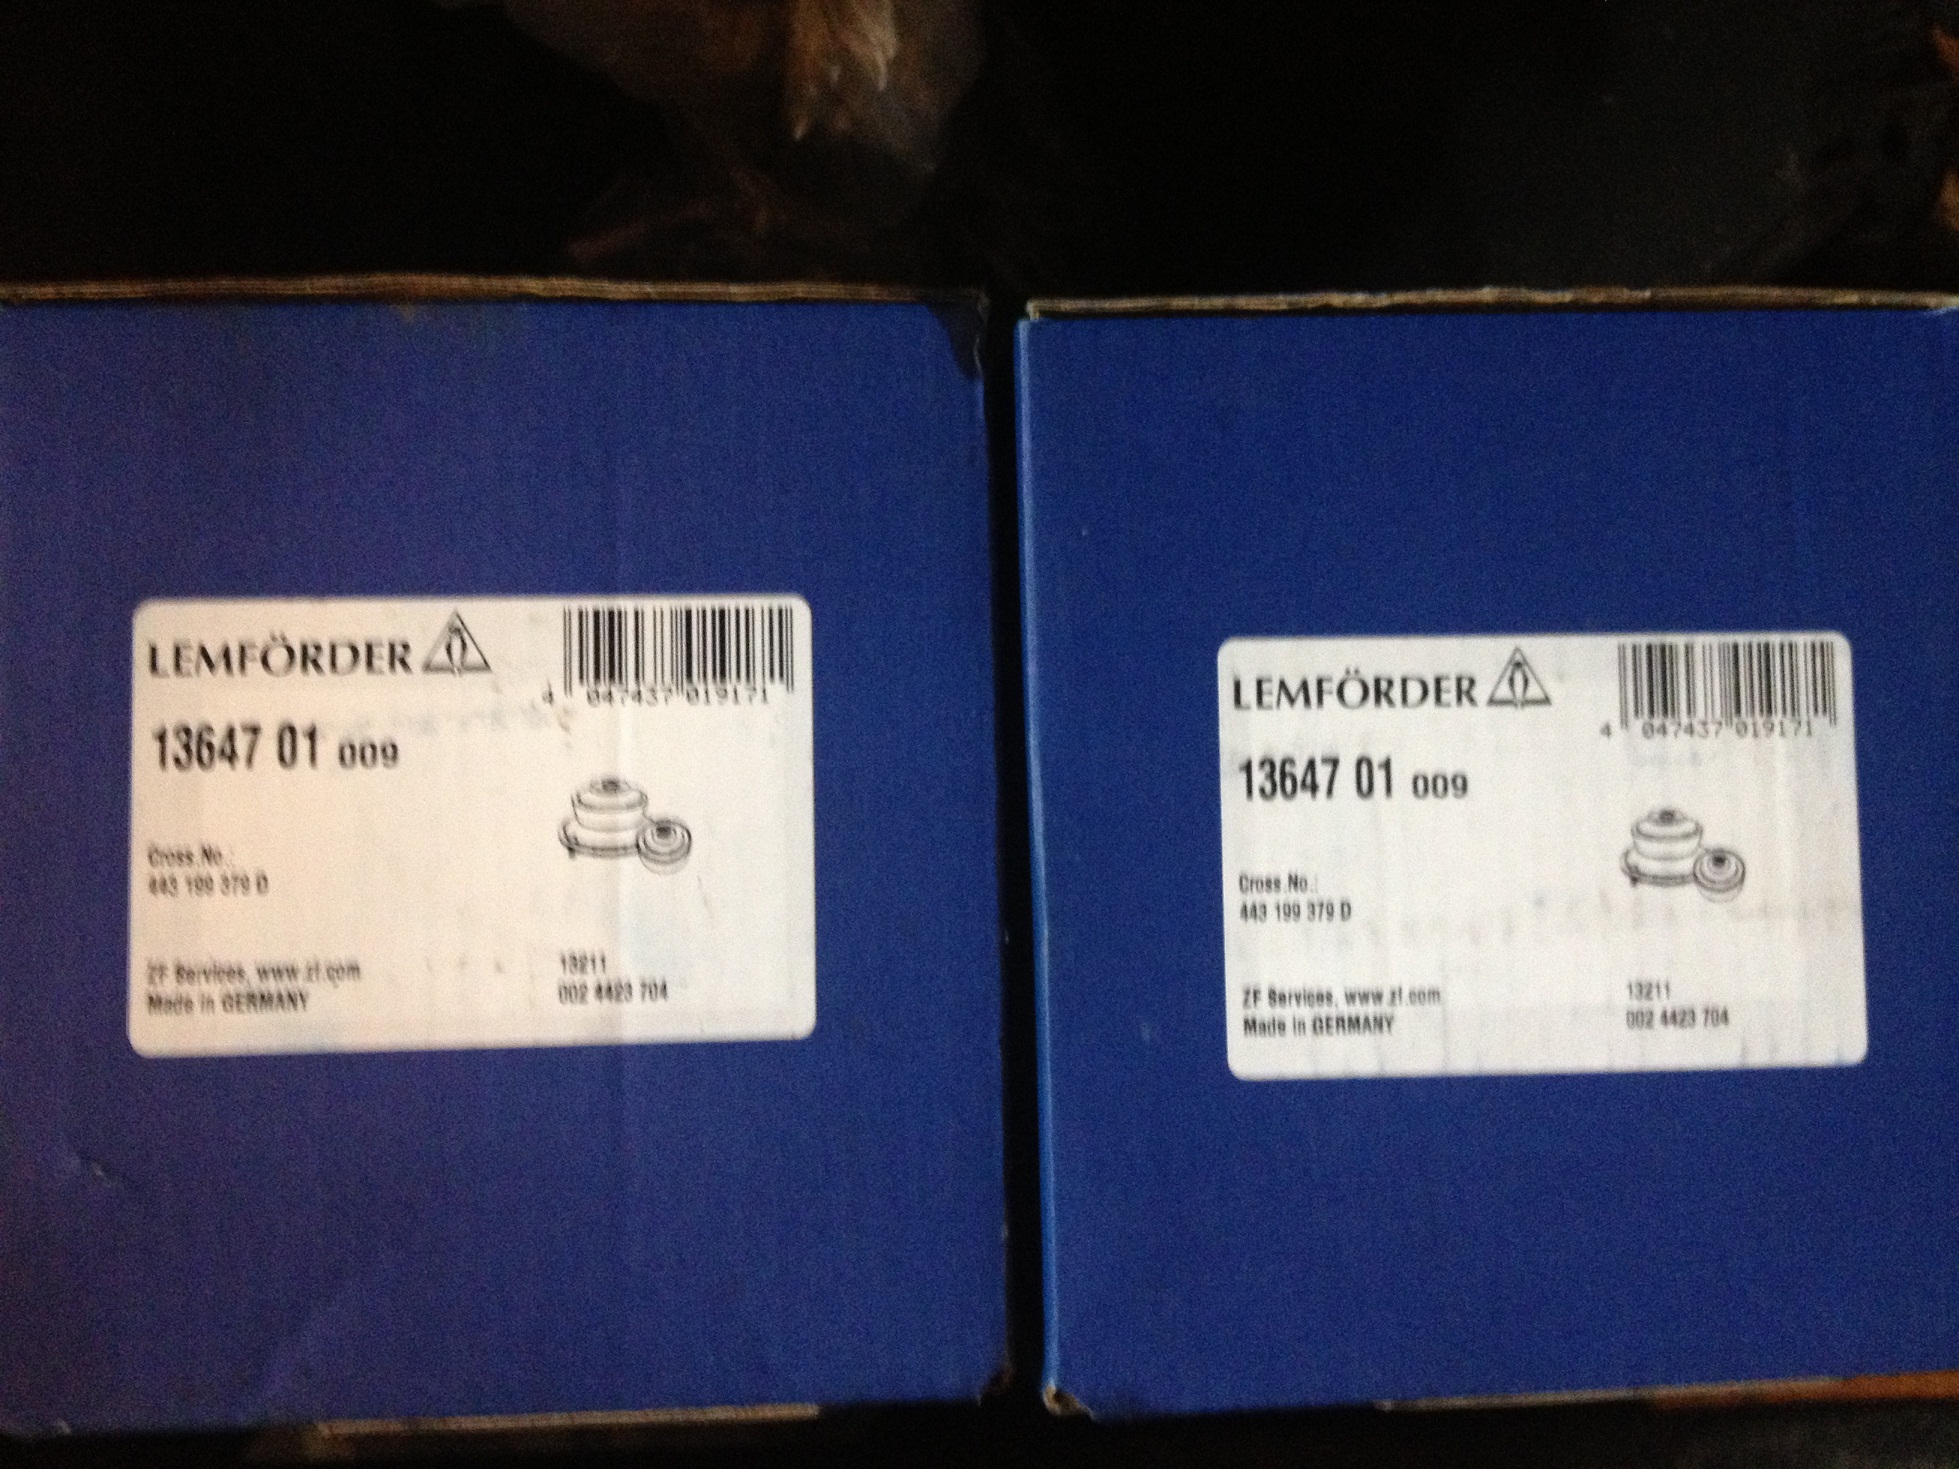 LEMFÖRDER
4 047437 019171
13647 01 009
Cross.No.:
443 199 379 D
ZF Services, www.zf.com
Made in GERMANY
13211
002 4423 704
LEMFÖRDER
4 047437 019171
13647 01 009
Cross.No.:
443 199 379 D
ZF Services, www.zf.com
Made in GERMANY
13211
002 4423 704